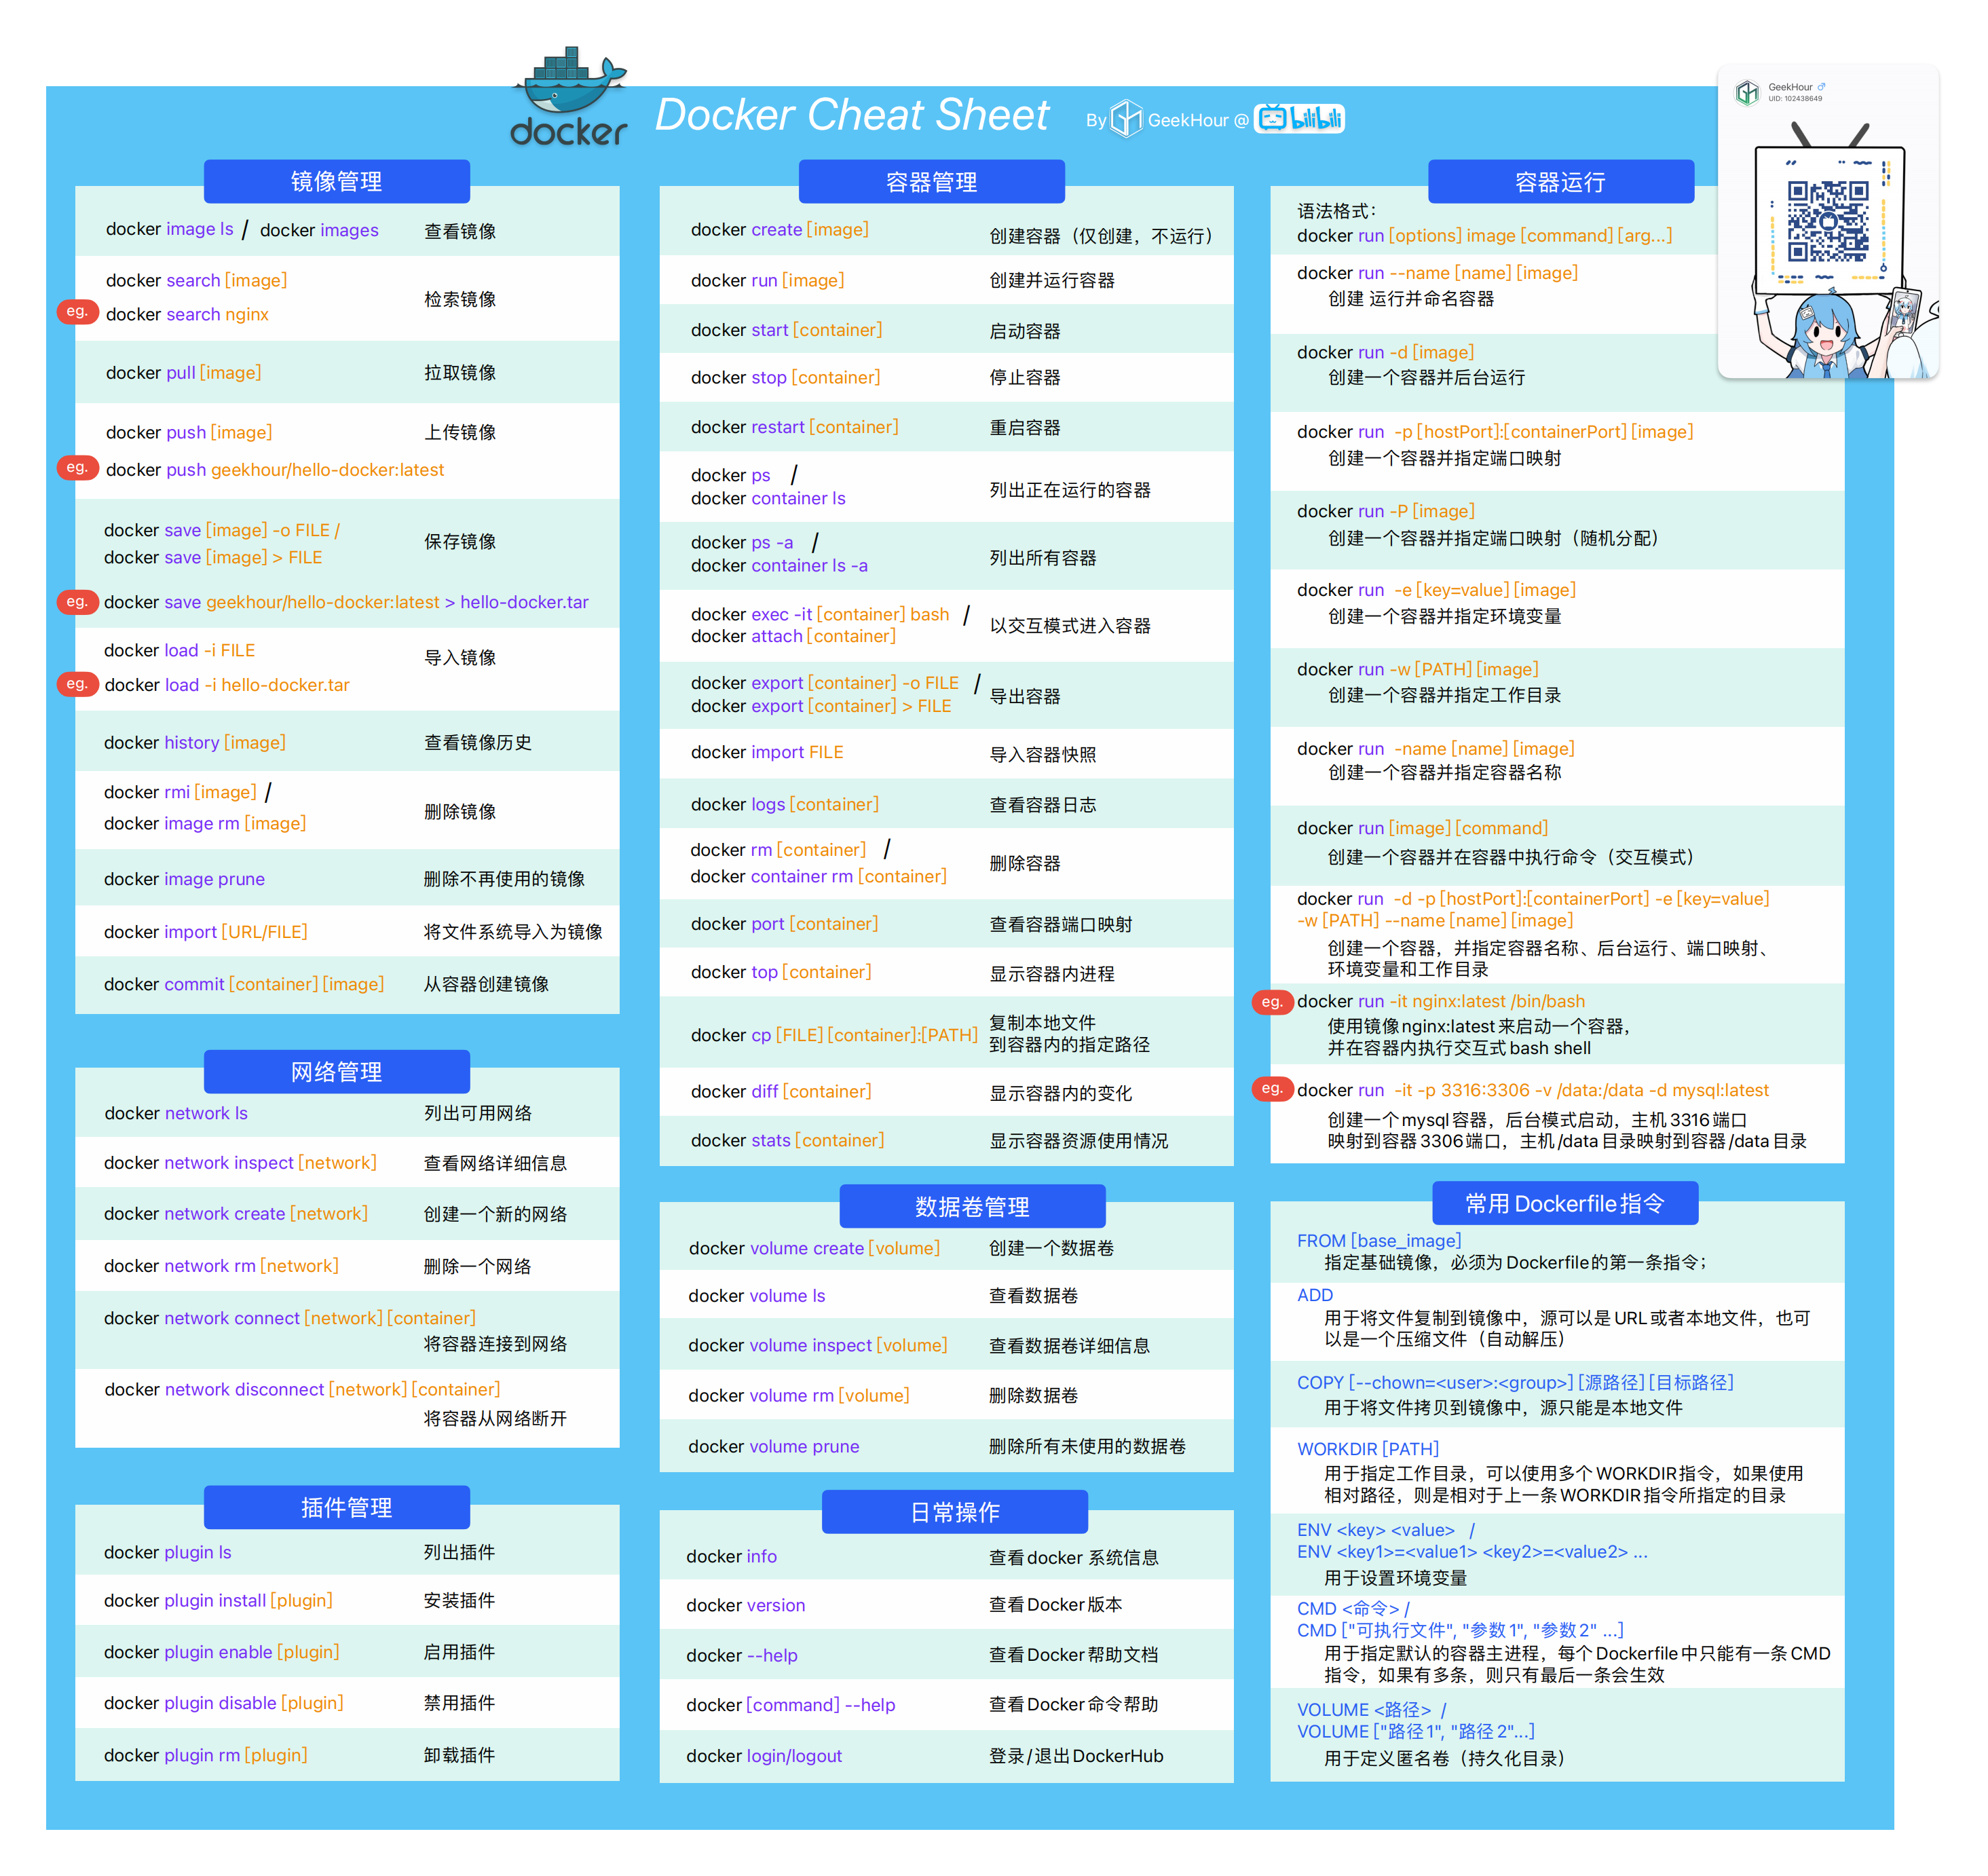 docker
Docker Cheat Sheet
By GeekHour @ bilibili
GeekHour ♂
UID: 102438649
镜像管理
docker image ls / docker images 查看镜像
docker search [image]
检索镜像
eg. docker search nginx
docker pull [image] 拉取镜像
docker push [image] 上传镜像
eg. docker push geekhour/hello-docker:latest
docker save [image] -o FILE /
保存镜像
docker save [image] > FILE
eg. docker save geekhour/hello-docker:latest > hello-docker.tar
docker load -i FILE 导入镜像
eg. docker load -i hello-docker.tar
docker history [image] 查看镜像历史
docker rmi [image] /
删除镜像
docker image rm [image]
docker image prune 删除不再使用的镜像
docker import [URL/FILE] 将文件系统导入为镜像
docker commit [container] [image] 从容器创建镜像
网络管理
docker network ls 列出可用网络
docker network inspect [network] 查看网络详细信息
docker network create [network] 创建一个新的网络
docker network rm [network] 删除一个网络
docker network connect [network] [container]
将容器连接到网络
docker network disconnect [network] [container]
将容器从网络断开
插件管理
docker plugin ls 列出插件
docker plugin install [plugin] 安装插件
docker plugin enable [plugin] 启用插件
docker plugin disable [plugin] 禁用插件
docker plugin rm [plugin] 卸载插件
容器管理
docker create [image] 创建容器（仅创建，不运行）
docker run [image] 创建并运行容器
docker start [container] 启动容器
docker stop [container] 停止容器
docker restart [container] 重启容器
docker ps /
列出正在运行的容器
docker container ls
docker ps -a /
列出所有容器
docker container ls -a
docker exec -it [container] bash /
以交互模式进入容器
docker attach [container]
docker export [container] -o FILE /
导出容器
docker export [container] > FILE
docker import FILE 导入容器快照
docker logs [container] 查看容器日志
docker rm [container] /
删除容器
docker container rm [container]
docker port [container] 查看容器端口映射
docker top [container] 显示容器内进程
docker cp [FILE] [container]:[PATH] 复制本地文件
到容器内的指定路径
docker diff [container] 显示容器内的变化
docker stats [container] 显示容器资源使用情况
数据卷管理
docker volume create [volume] 创建一个数据卷
docker volume ls 查看数据卷
docker volume inspect [volume] 查看数据卷详细信息
docker volume rm [volume] 删除数据卷
docker volume prune 删除所有未使用的数据卷
日常操作
docker info 查看docker 系统信息
docker version 查看Docker版本
docker --help 查看Docker帮助文档
docker [command] --help 查看Docker命令帮助
docker login/logout 登录/退出DockerHub
容器运行
语法格式：
docker run [options] image [command] [arg...]
docker run --name [name] [image]
创建 运行并命名容器
docker run -d [image]
创建一个容器并后台运行
docker run -p [hostPort]:[containerPort] [image]
创建一个容器并指定端口映射
docker run -P [image]
创建一个容器并指定端口映射（随机分配）
docker run -e [key=value] [image]
创建一个容器并指定环境变量
docker run -w [PATH] [image]
创建一个容器并指定工作目录
docker run -name [name] [image]
创建一个容器并指定容器名称
docker run [image] [command]
创建一个容器并在容器中执行命令（交互模式）
docker run -d -p [hostPort]:[containerPort] -e [key=value]
-w [PATH] --name [name] [image]
创建一个容器，并指定容器名称、后台运行、端口映射、
环境变量和工作目录
eg. docker run -it nginx:latest /bin/bash
使用镜像nginx:latest来启动一个容器，
并在容器内执行交互式bash shell
eg. docker run -it -p 3316:3306 -v /data:/data -d mysql:latest
创建一个mysql容器，后台模式启动，主机3316端口
映射到容器3306端口，主机/data目录映射到容器/data目录
常用Dockerfile指令
FROM [base_image]
指定基础镜像，必须为Dockerfile的第一条指令；
ADD
用于将文件复制到镜像中，源可以是URL或者本地文件，也可
以是一个压缩文件（自动解压）
COPY [--chown=<user>:<group>] [源路径] [目标路径]
用于将文件拷贝到镜像中，源只能是本地文件
WORKDIR [PATH]
用于指定工作目录，可以使用多个WORKDIR指令，如果使用
相对路径，则是相对于上一条WORKDIR指令所指定的目录
ENV <key> <value> /
ENV <key1>=<value1> <key2>=<value2> ...
用于设置环境变量
CMD <命令> /
CMD ["可执行文件", "参数1", "参数2" ...]
用于指定默认的容器主进程，每个Dockerfile中只能有一条CMD
指令，如果有多条，则只有最后一条会生效
VOLUME <路径> /
VOLUME ["路径1", "路径2"...]
用于定义匿名卷（持久化目录）